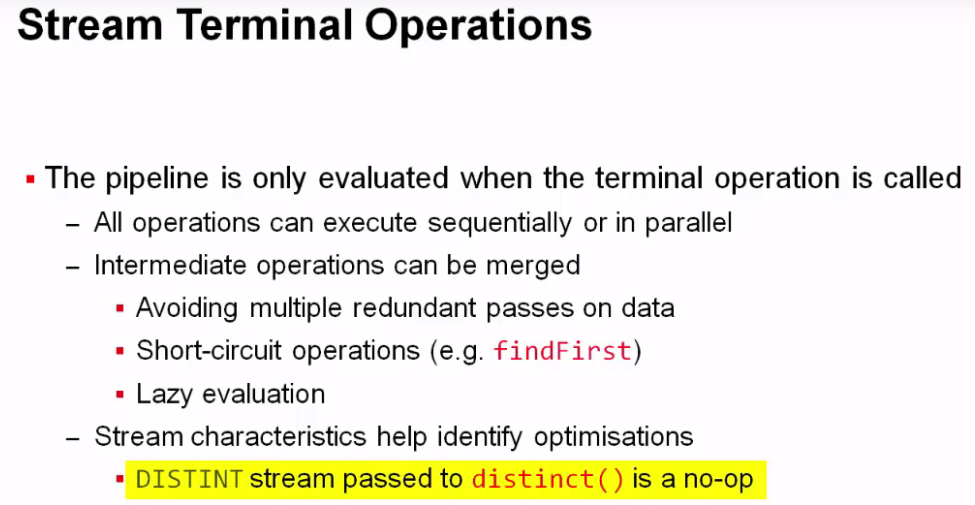 Stream Terminal Operations
▪ The pipeline is only evaluated when the terminal operation is called
– All operations can execute sequentially or in parallel
– Intermediate operations can be merged
▪ Avoiding multiple redundant passes on data
▪ Short-circuit operations (e.g. findFirst)
▪ Lazy evaluation
– Stream characteristics help identify optimisations
▪ DISTINT stream passed to distinct() is a no-op